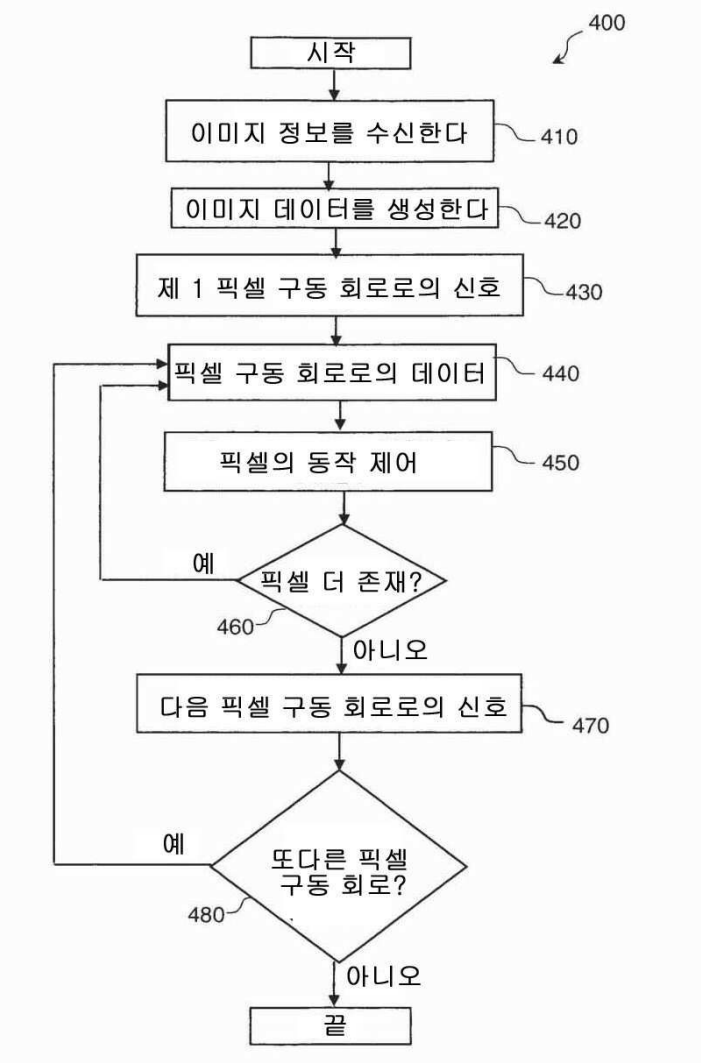 400
시작
이미지 정보를 수신한다
410
이미지 데이터를 생성한다
420
제 1 픽셀 구동 회로로의 신호
430
픽셀 구동 회로로의 데이터
440
픽셀의 동작 제어
450
예
픽셀 더 존재?
460
아니오
다음 픽셀 구동 회로로의 신호
470
예
또다른 픽셀
구동 회로?
480
아니오
끝